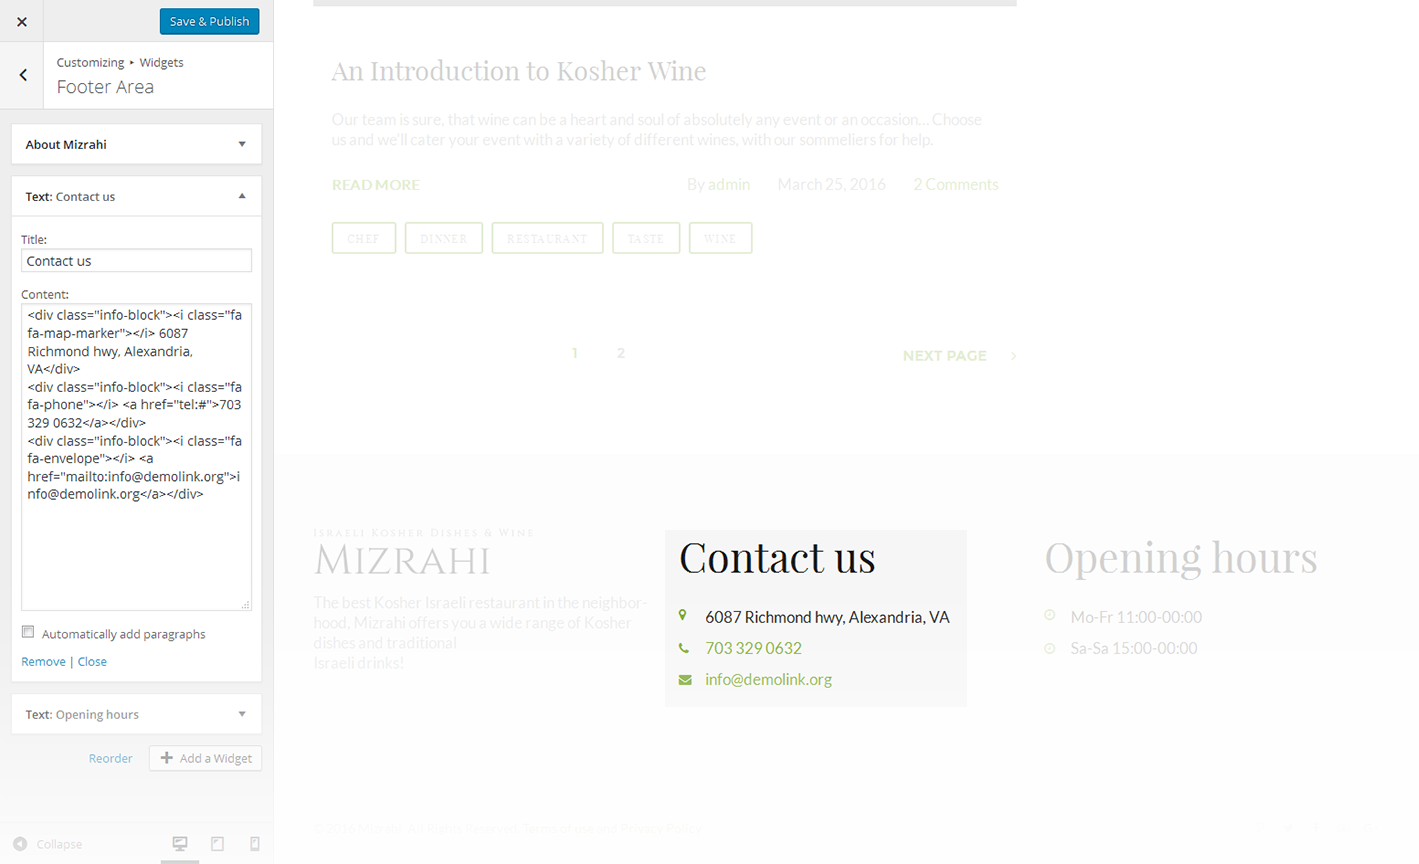 Save & Publish
Customizing ▸ Widgets
Footer Area
About Mizrahi
Text: Contact us
Title:
Contact us
Content:
<div class="info-block"><i class="fa
fa-map-marker"></i> 6087
Richmond hwy, Alexandria,
VA</div>
<div class="info-block"><i class="fa
fa-phone"></i> <a href="tel:#">703
329 0632</a></div>
<div class="info-block"><i class="fa
fa-envelope"></i> <a
href="mailto:info@demolink.org">i
nfo@demolink.org</a></div>
Automatically add paragraphs
Remove | Close
Text: Opening hours
Reorder
Add a Widget
Collapse
An Introduction to Kosher Wine
Our team is sure, that wine can be a heart and soul of absolutely any event or an occasion... Choose
us and we'll cater your event with a variety of different wines, with our sommeliers for help.
READ MORE
By admin March 25, 2016 2 Comments
CHEF DINNER RESTAURANT TASTE WINE
1 2
NEXT PAGE
Israeli Kosher Dishes & Wine
Mizrahi
The best Kosher Israeli restaurant in the neighbor-
hood, Mizrahi offers you a wide range of Kosher
dishes and traditional
Israeli drinks!
Contact us
6087 Richmond hwy, Alexandria, VA
703 329 0632
info@demolink.org
Opening hours
Mo-Fr 11:00-00:00
Sa-Sa 15:00-00:00